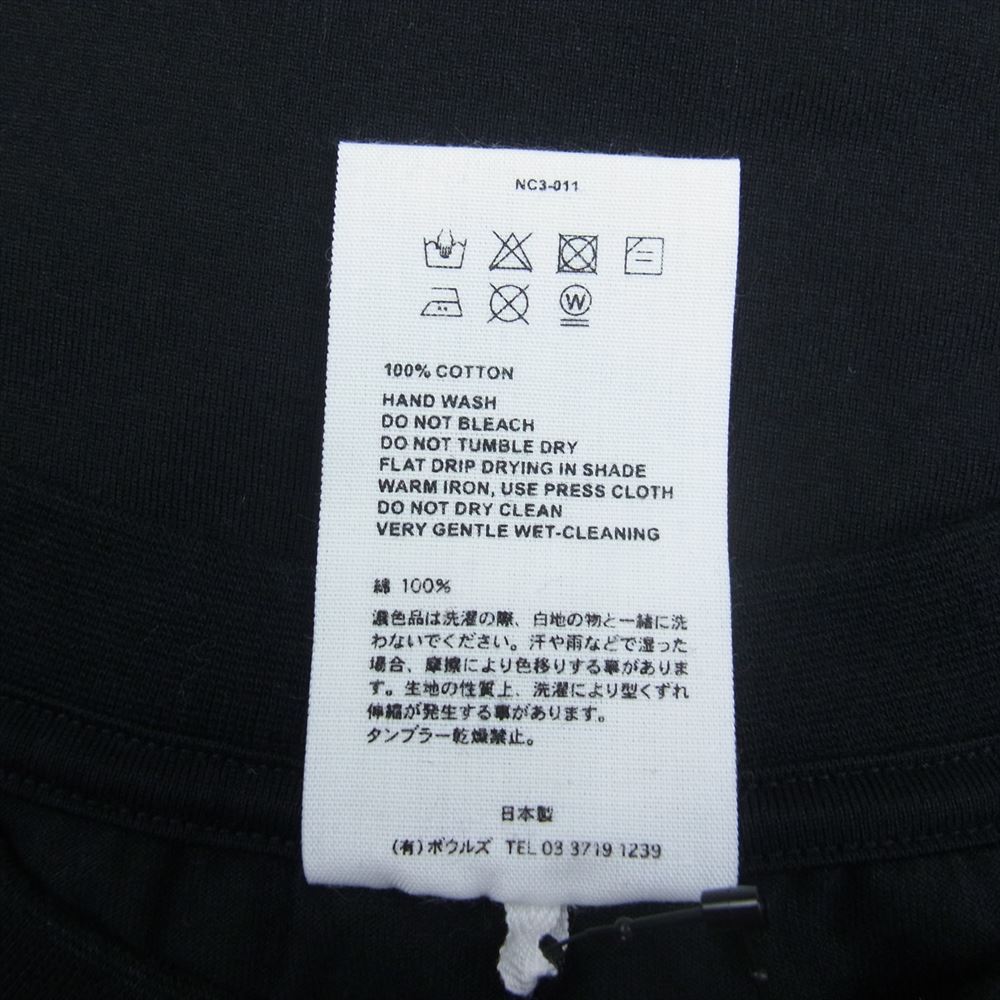 NC3-011
W
100% COTTON
HAND WASH
DO NOT BLEACH
DO NOT TUMBLE DRY
FLAT DRIP DRYING IN SHADE
WARM IRON, USE PRESS CLOTH
DO NOT DRY CLEAN
VERY GENTLE WET-CLEANING
綿 100%
濃色品は洗濯の際、白地の物と一緒に洗
わないでください。汗や雨などで湿った
場合、摩擦により色移りする事がありま
す。生地の性質上、洗濯により型くずれ
伸縮が発生する事があります。
タンブラー乾燥禁止。
日本製
(有)ボウルズ TEL 03 3719 1239